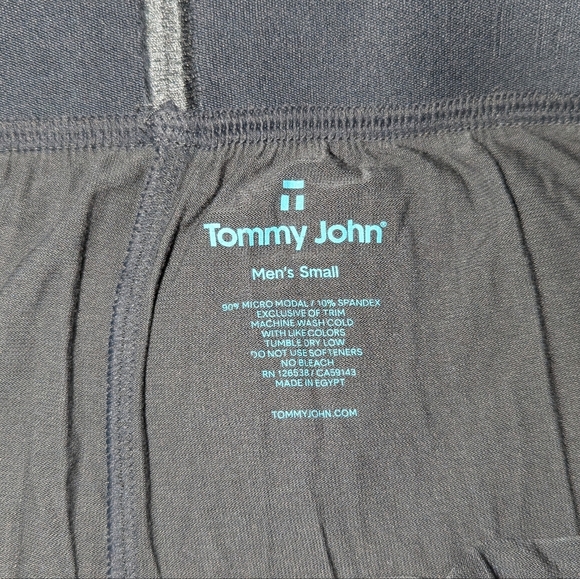 Tommy John®
Men's Small
90% MICRO MODAL / 10% SPANDEX
EXCLUSIVE OF TRIM
MACHINE WASH COLD
WITH LIKE COLORS
TUMBLE DRY LOW
DO NOT USE SOFTENERS
NO BLEACH
RN 126538 / CA59143
MADE IN EGYPT
TOMMYJOHN.COM